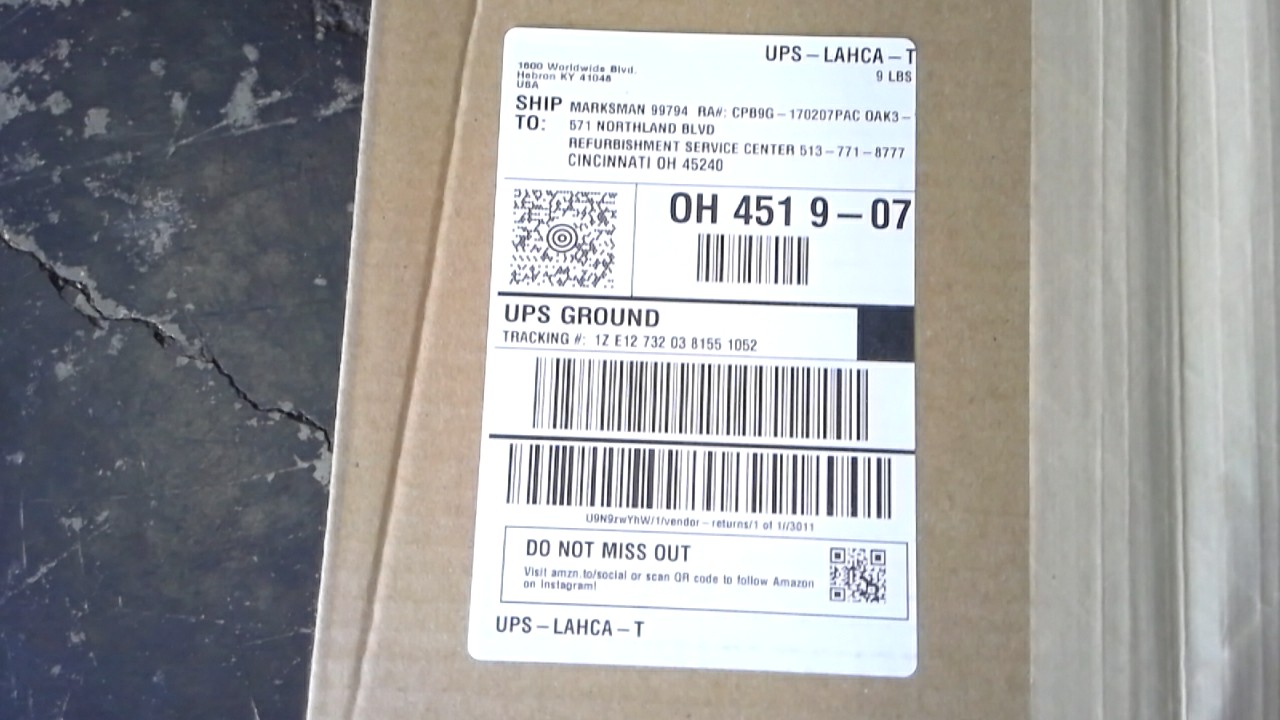 UPS-LAHCA-T
9 LBS
1600 Worldwide Blvd.
Hebron KY 41048
USA
SHIP TO:
MARKSMAN 99794 RA#: CPB9G-170207PAC OAK3-
571 NORTHLAND BLVD
REFURBISHMENT SERVICE CENTER 513-771-8777
CINCINNATI OH 45240
OH 451 9-07
UPS GROUND
TRACKING #: 1Z E12 732 03 8155 1052
U9N9zwYhW/1/vendor-returns/1 of 1//3011
DO NOT MISS OUT
Visit amzn.to/social or scan QR code to follow Amazon
on Instagram!
UPS-LAHCA-T